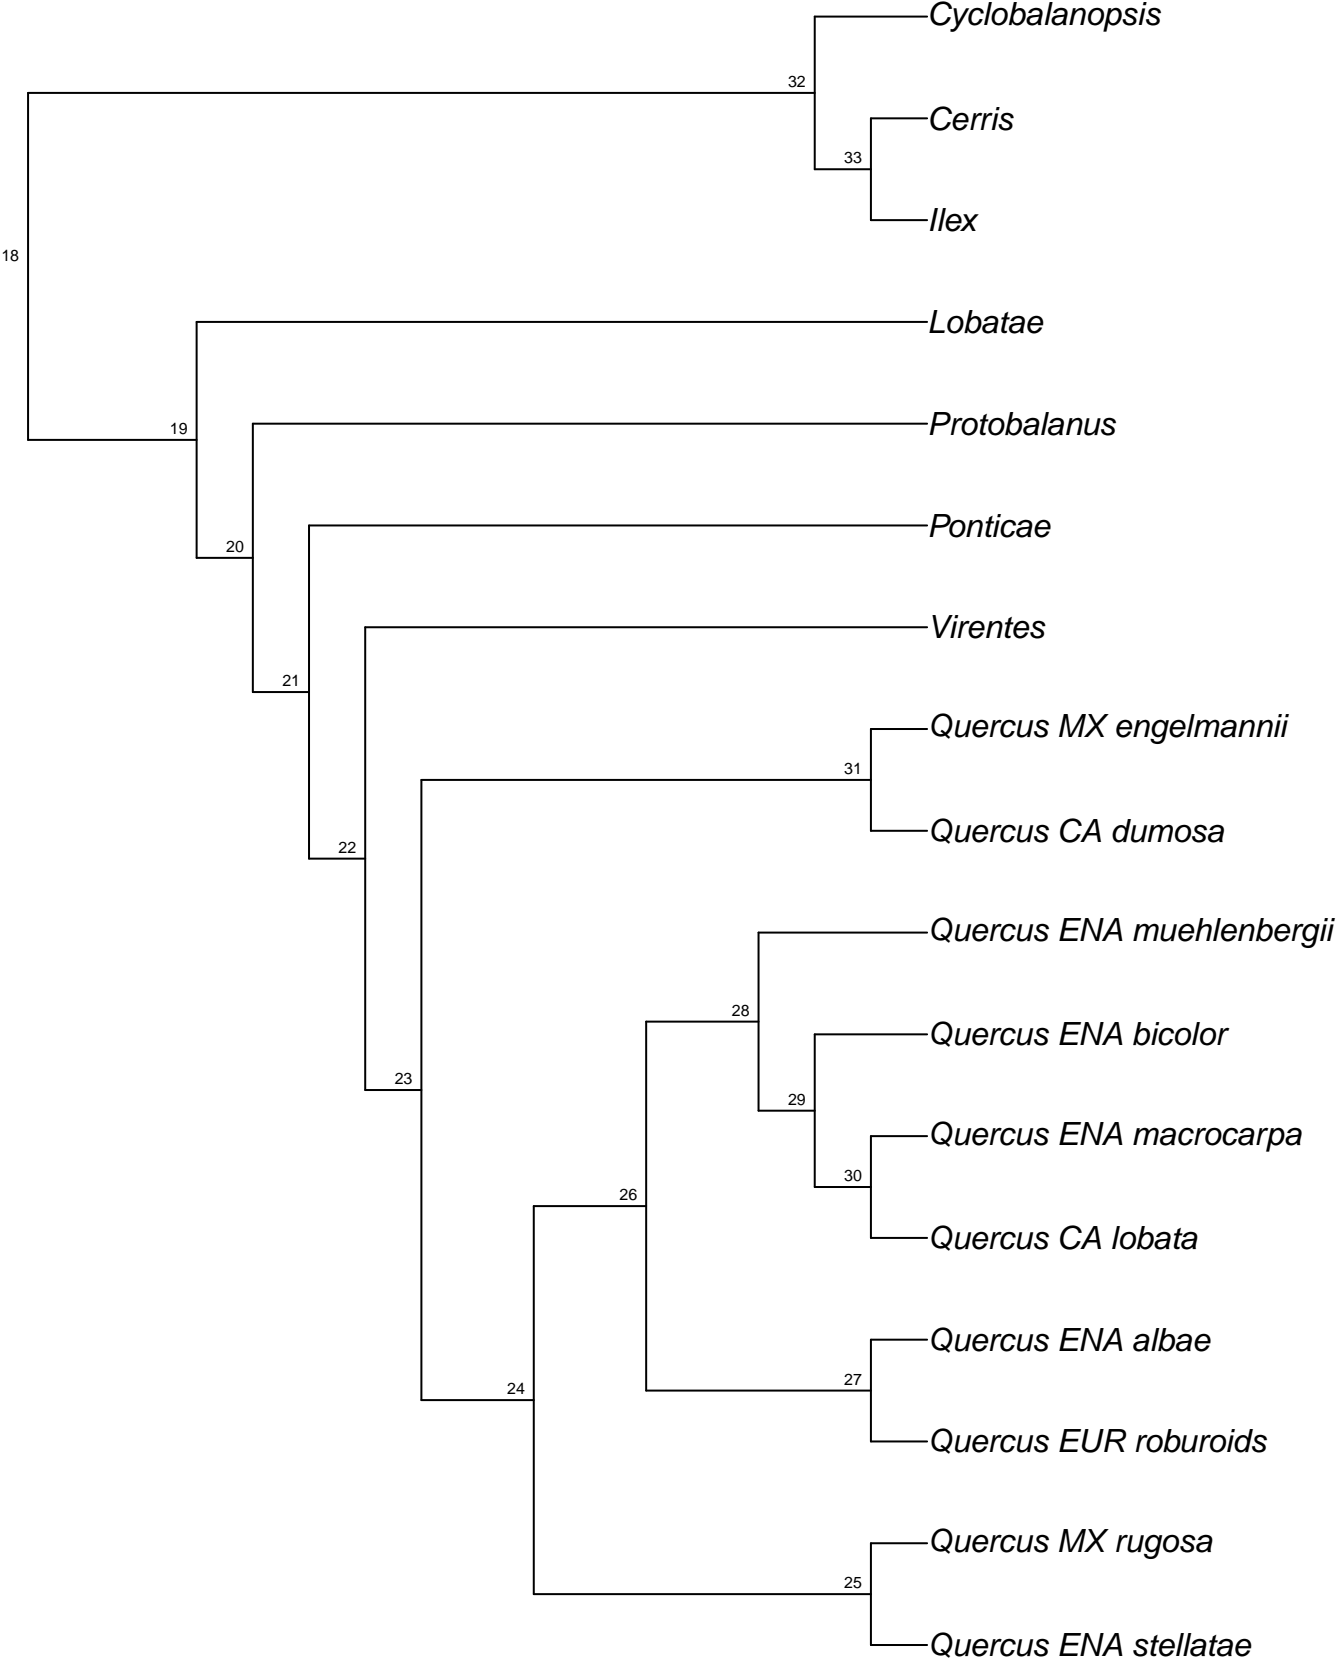 Cyclobalanopsis
32
Cerris
33
Ilex
18
Lobatae
Protobalanus
19
Ponticae
20
Virentes
21
Quercus MX engelmannii
31
Quercus CA dumosa
22
Quercus ENA muehlenbergii
28
Quercus ENA bicolor
23
29
Quercus ENA macrocarpa
30
26
Quercus CA lobata
Quercus ENA albae
27
24
Quercus EUR roburoids
Quercus MX rugosa
25
Quercus ENA stellatae